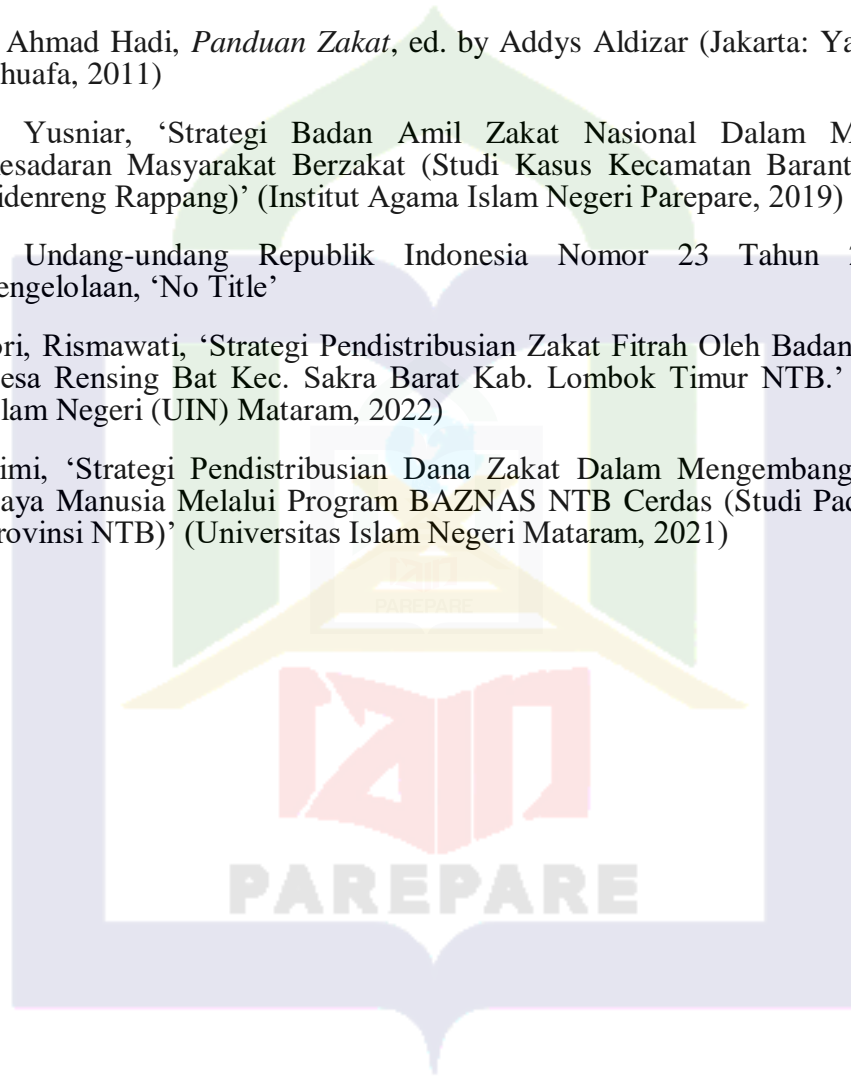 Ahmad Hadi, Panduan Zakat, ed. by Addys Aldizar (Jakarta: Ya
huafa, 2011)
Yusniar, ‘Strategi Badan Amil Zakat Nasional Dalam M
esadaran Masyarakat Berzakat (Studi Kasus Kecamatan Barant
idenreng Rappang)’ (Institut Agama Islam Negeri Parepare, 2019)
Undang-undang Republik Indonesia Nomor 23 Tahun 2
engelolaan, ‘No Title’
ori, Rismawati, ‘Strategi Pendistribusian Zakat Fitrah Oleh Badan
esa Rensing Bat Kec. Sakra Barat Kab. Lombok Timur NTB.’
lam Negeri (UIN) Mataram, 2022)
imi, ‘Strategi Pendistribusian Dana Zakat Dalam Mengembang
aya Manusia Melalui Program BAZNAS NTB Cerdas (Studi Pad
rovinsi NTB)’ (Universitas Islam Negeri Mataram, 2021)
PAREPARE
PAREPARE